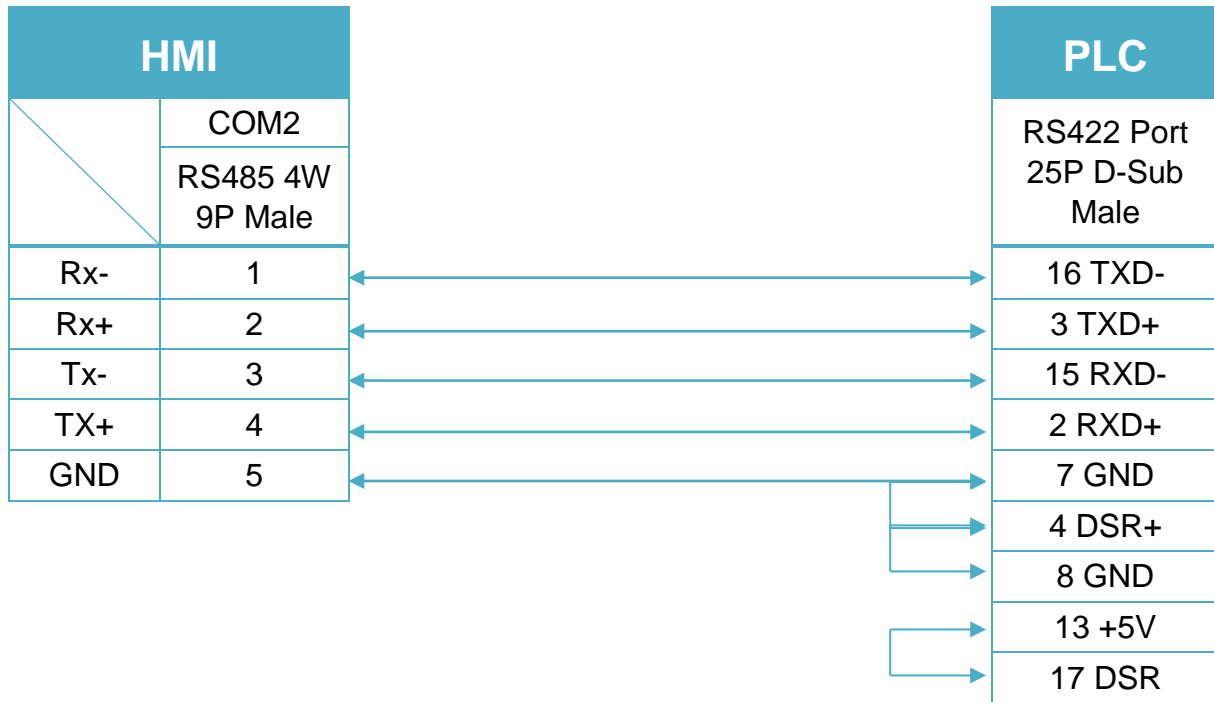 HMI
PLC
COM2
RS485 4W
9P Male
RS422 Port
25P D-Sub
Male
Rx- 1 16 TXD-
Rx+ 2 3 TXD+
Tx- 3 15 RXD-
TX+ 4 2 RXD+
GND 5 7 GND
4 DSR+
8 GND
13 +5V
17 DSR